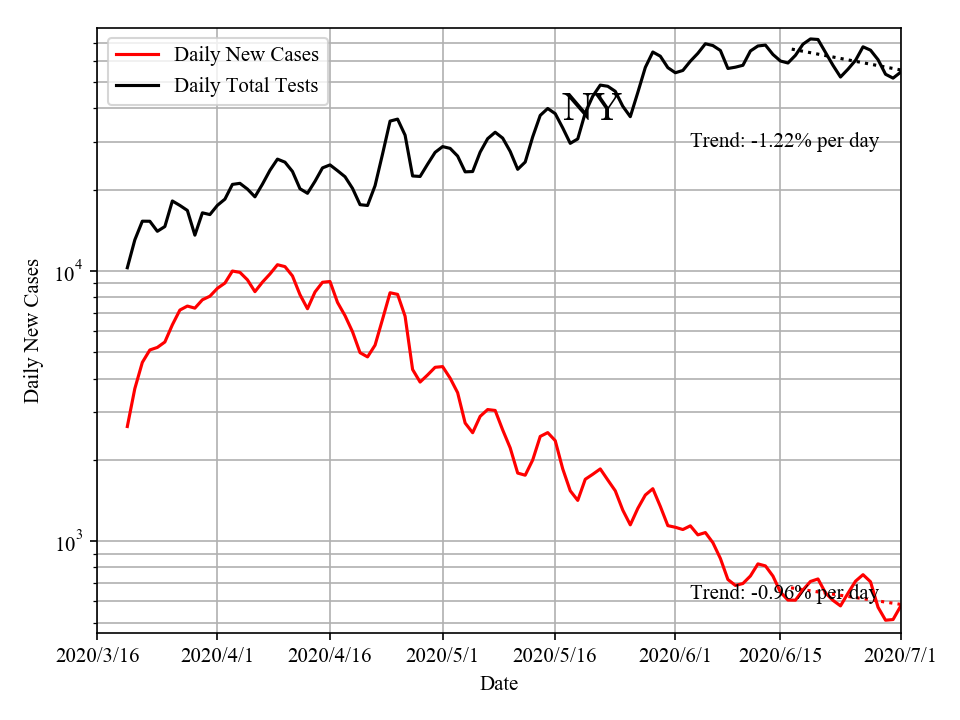 Daily New Cases
Daily Total Tests
NY
Trend: -1.22% per day
Daily New Cases
10^4
10^3
Trend: -0.96% per day
2020/3/16 2020/4/1 2020/4/16 2020/5/1 2020/5/16 2020/6/1 2020/6/15 2020/7/1
Date